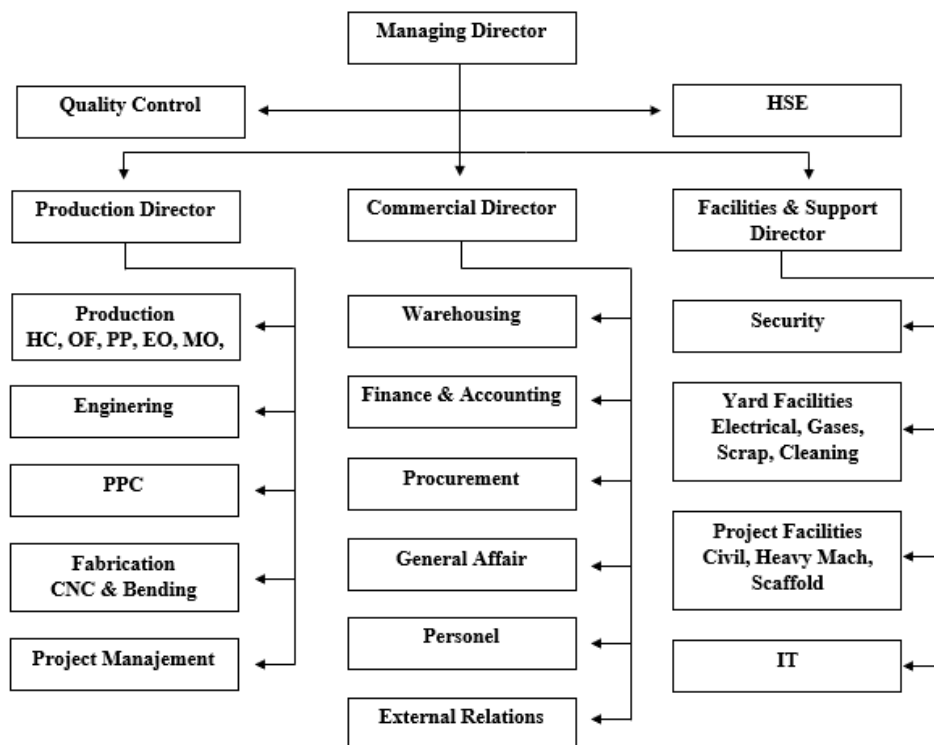 Managing Director
Quality Control
HSE
Production Director
Commercial Director
Facilities & Support
Director
Production
HC, OF, PP, EO, MO,
Enginering
PPC
Fabrication
CNC & Bending
Project Manajement
Warehousing
Finance & Accounting
Procurement
General Affair
Personel
External Relations
Security
Yard Facilities
Electrical, Gases,
Scrap, Cleaning
Project Facilities
Civil, Heavy Mach,
Scaffold
IT